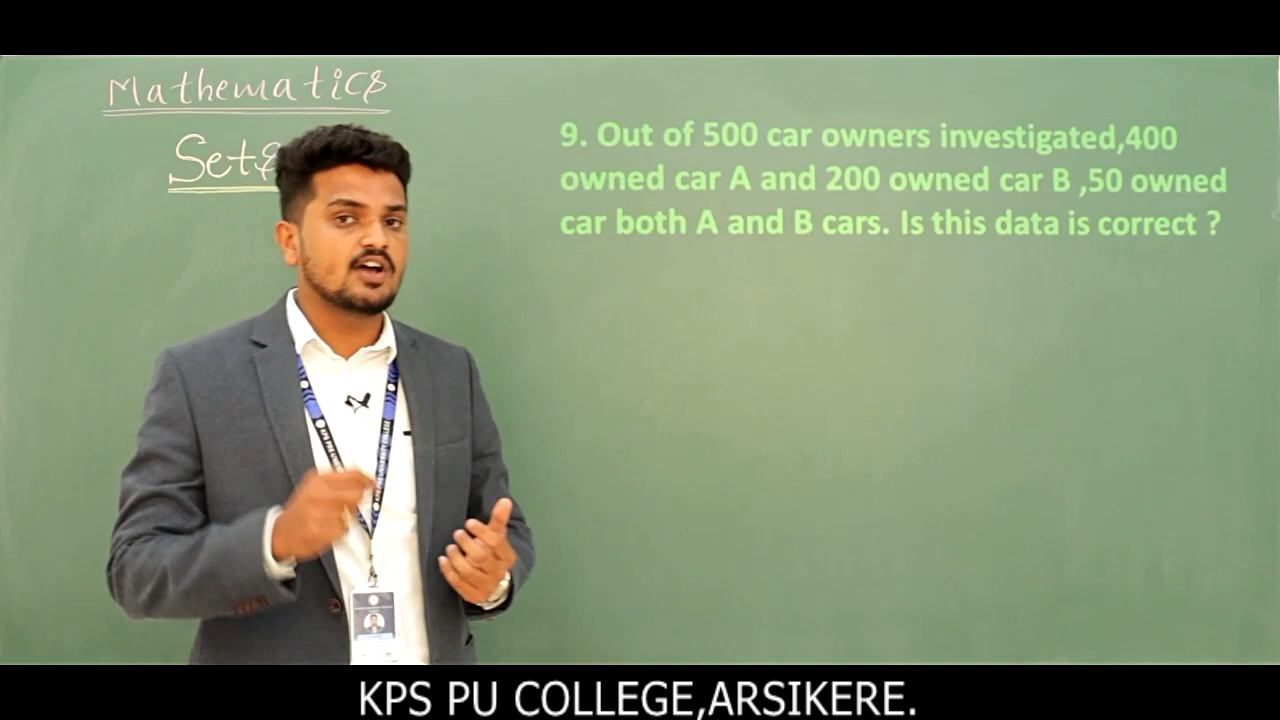 Mathematics
Sets
9. Out of 500 car owners investigated,400
owned car A and 200 owned car B ,50 owned
car both A and B cars. Is this data is correct ?
KPS PU COLLEGE,ARSIKERE.